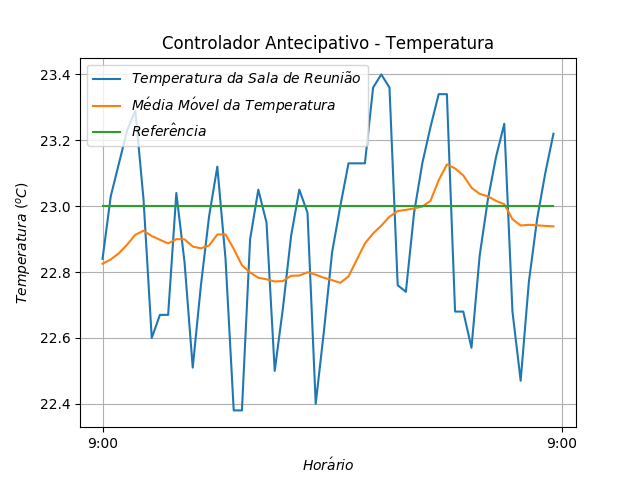 Controlador Antecipativo - Temperatura
Temperatura da Sala de Reunião
Média Móvel da Temperatura
Referência
23.4
23.2
23.0
22.8
22.6
22.4
Temperatura (ºC)
9:00 9:00
Horário